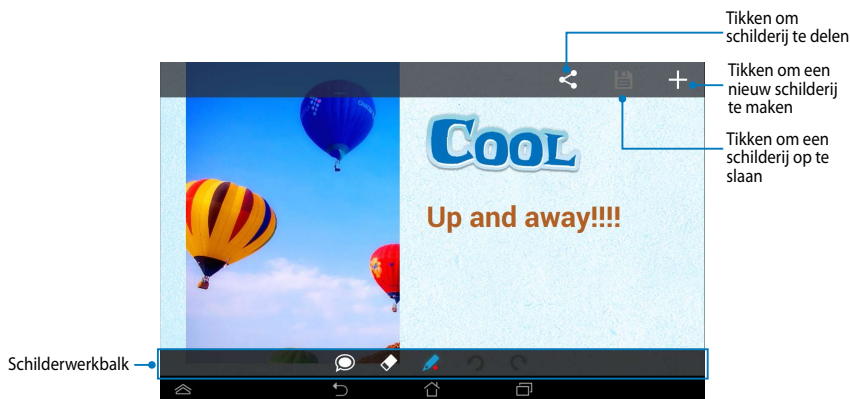 Tikken om
schilderij te delen
Tikken om een
nieuw schilderij
te maken
Tikken om een
schilderij op te
slaan
COOL
Up and away!!!!
Schilderwerkbalk